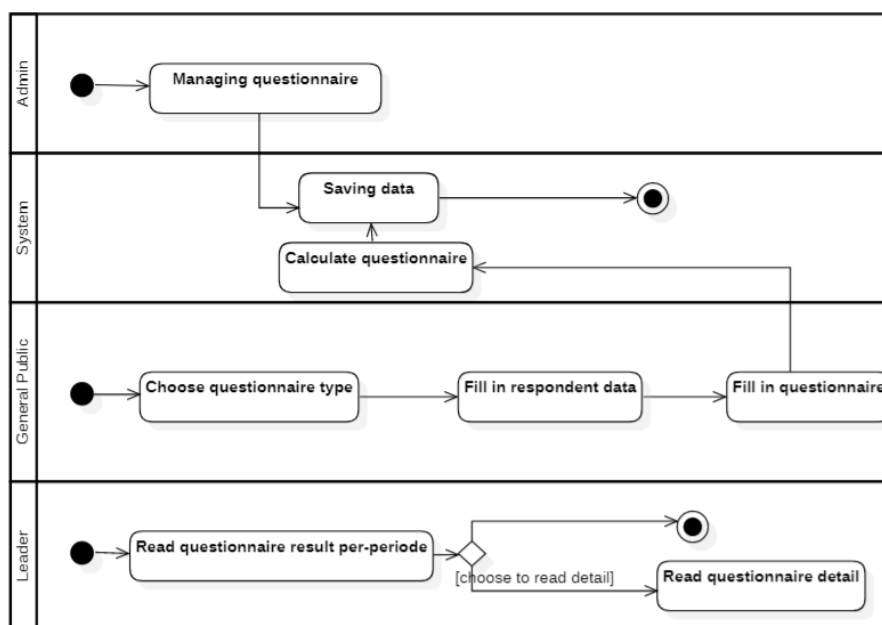 Admin
Managing questionnaire
System
Saving data
Calculate questionnaire
General Public
Choose questionnaire type
Fill in respondent data
Fill in questionnaire
Leader
Read questionnaire result per-periode
[choose to read detail]
Read questionnaire detail